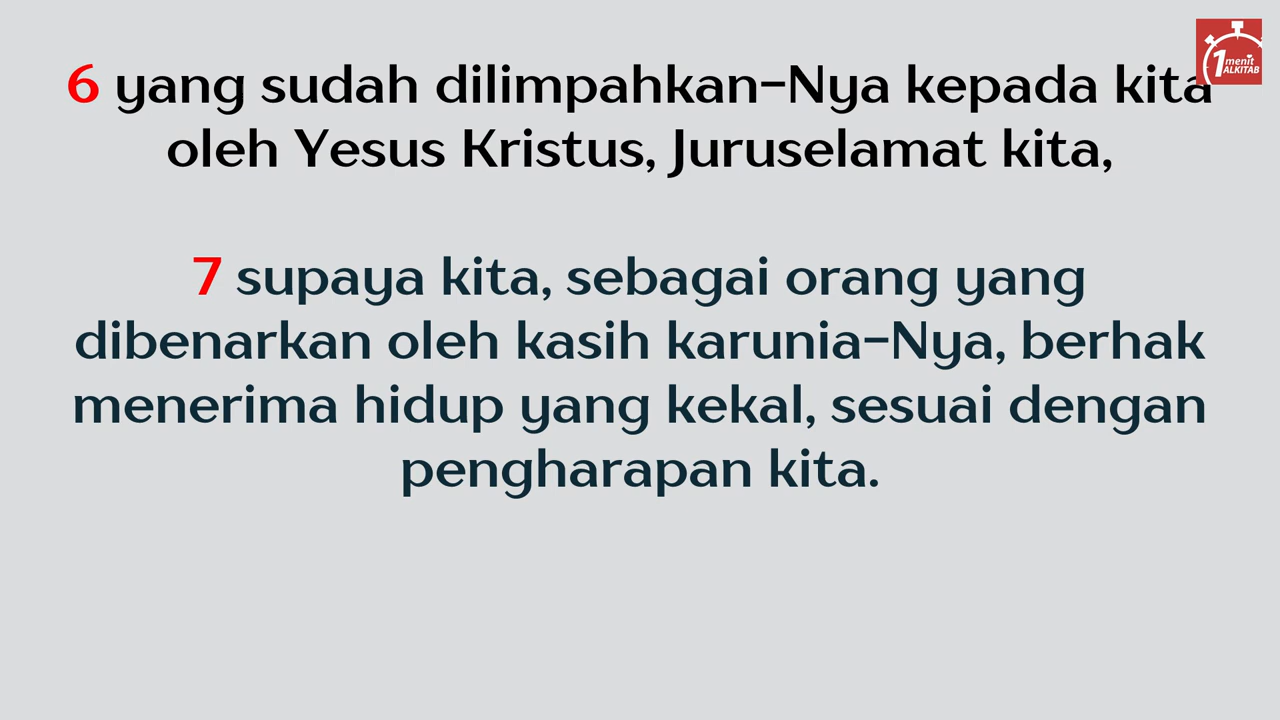 6 yang sudah dilimpahkan-Nya kepada kita
oleh Yesus Kristus, Juruselamat kita,
7 supaya kita, sebagai orang yang
dibenarkan oleh kasih karunia-Nya, berhak
menerima hidup yang kekal, sesuai dengan
pengharapan kita.
1 menit
ALKITAB